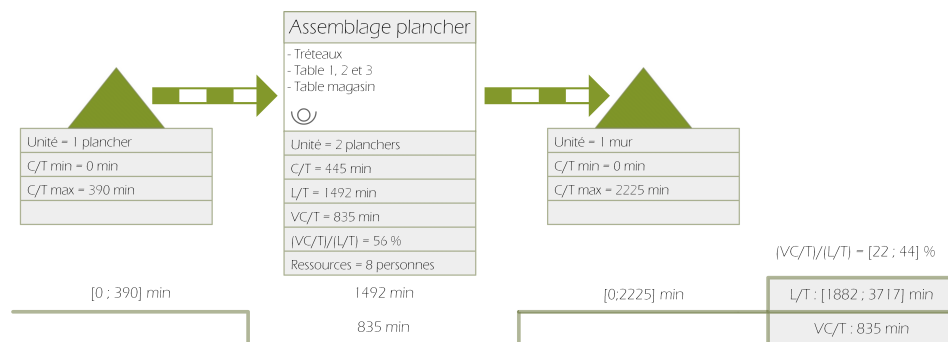 Assemblage plancher
- Tréteaux
- Table 1, 2 et 3
- Table magasin
Unité = 1 plancher
C/T min = 0 min
C/T max = 390 min
Unité = 2 planchers
C/T = 445 min
L/T = 1492 min
VC/T = 835 min
(VC/T)/(L/T) = 56 %
Ressources = 8 personnes
Unité = 1 mur
C/T min = 0 min
C/T max = 2225 min
(VC/T)/(L/T) = [22 ; 44] %
[0 ; 390] min
1492 min
[0;2225] min
L/T : [1882 ; 3717] min
835 min
VC/T : 835 min